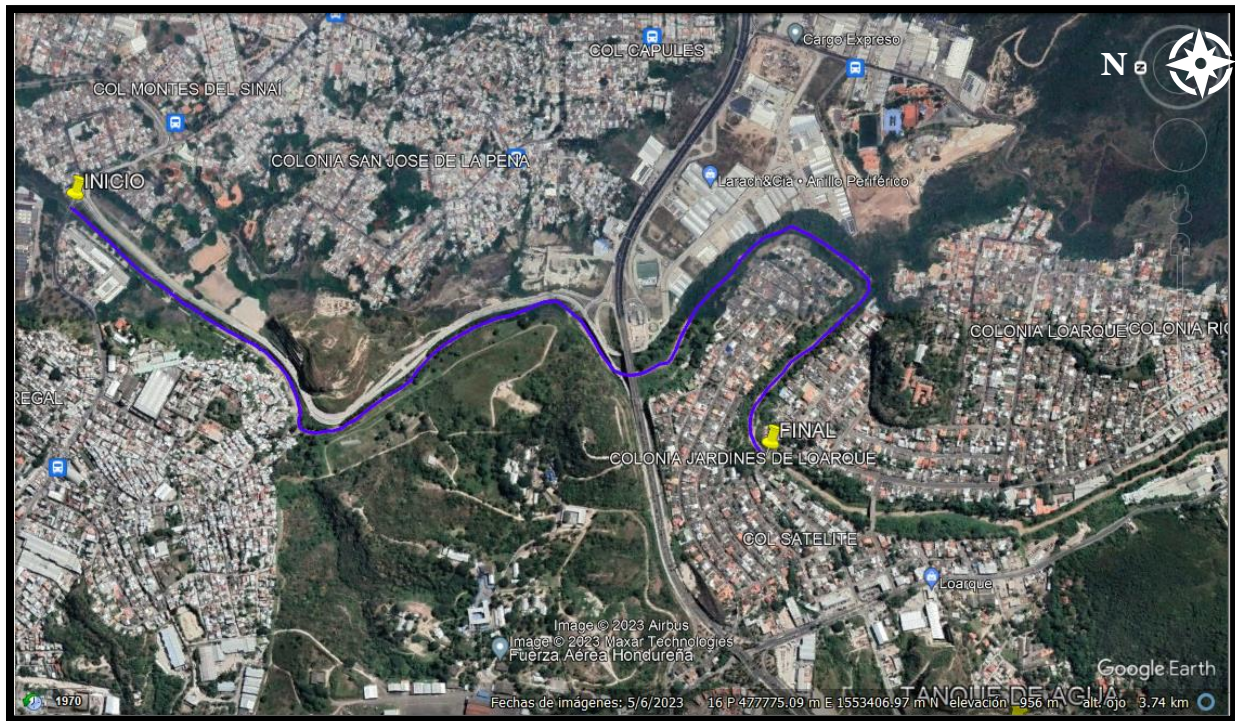 COL CAPULES
Cargo Expreso
N
N
COL MONTES DEL SINAÍ
COLONIA SAN JOSE DE LA PEÑA
INICIO
Larach&Cía • Anillo Periférico
COLONIA LOARQUE
COLONIA RIO
REGAL
FINAL
COLONIA JARDINES DE LOARQUE
COL SATELITE
Loarque
Image © 2023 Airbus
Image © 2023 Maxar Technologies
Fuerza Aérea Hondureña
Google Earth
TANQUE DE AGUA
1970
Fechas de imágenes: 5/6/2023 16 P 477775.09 m E 1553406.97 m N elevación 956 m alt. ojo 3.74 km